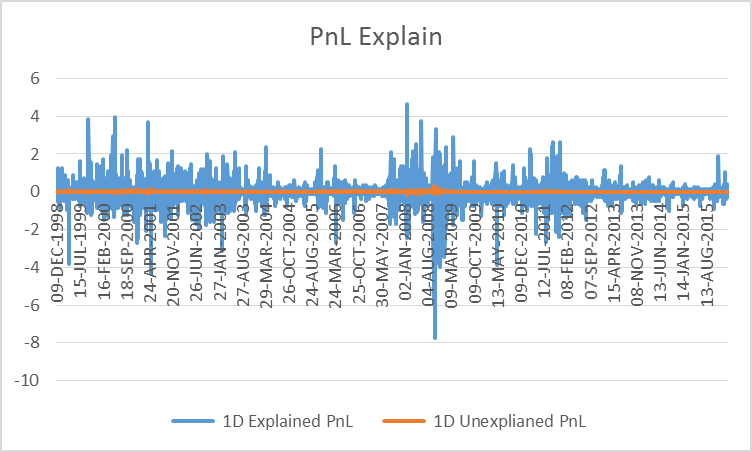 PnL Explain
6
4
2
0
-2
-4
-6
-8
-10
09-DEC-1998
15-JUL-1999
16-FEB-2000
18-SEP-2000
24-APR-2001
20-NOV-2001
26-JUN-2002
27-JAN-2003
27-AUG-2003
29-MAR-2004
26-OCT-2004
24-AUG-2005
24-MAR-2006
25-OCT-2006
30-MAY-2007
02-JAN-2008
04-AUG-2008
09-MAR-2009
09-OCT-2009
13-MAY-2010
09-DEC-2010
12-JUL-2011
08-FEB-2012
07-SEP-2012
15-APR-2013
08-NOV-2013
13-JUN-2014
14-JAN-2015
13-AUG-2015
1D Explained PnL
1D Unexplianed PnL